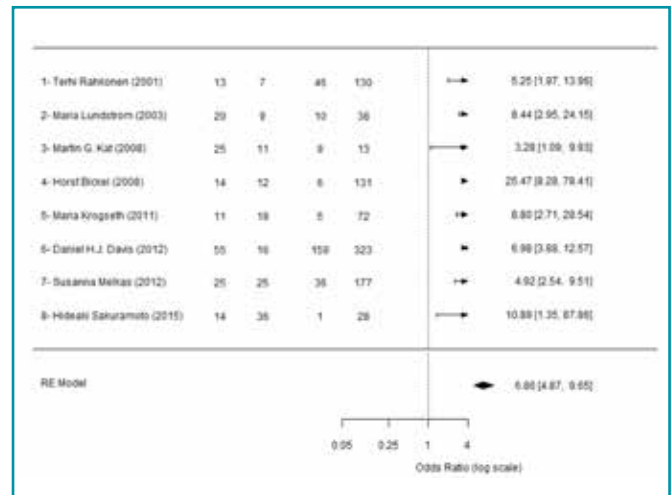 1- Terhi Rahkonen (2001) 13 7 45 130 5.25 [1.97, 13.96]
2- Maria Lundstrom (2003) 29 9 10 36 8.44 [2.95, 24.15]
3- Martin G. Kat (2008) 25 11 9 13 3.28 [1.09, 9.93]
4- Horst Bickel (2008) 14 12 6 131 25.47 [8.28, 78.41]
5- Maria Krogseth (2011) 11 18 5 72 8.80 [2.71, 28.54]
6- Daniel H.J. Davis (2012) 55 16 159 323 6.98 [3.88, 12.57]
7- Susanna Melkas (2012) 25 25 36 177 4.92 [2.54, 9.51]
8- Hideaki Sakuramoto (2015) 14 36 1 28 10.89 [1.35, 87.86]
RE Model 6.86 [4.87, 9.65]
0.05 0.25 1 4
Odds Ratio (log scale)